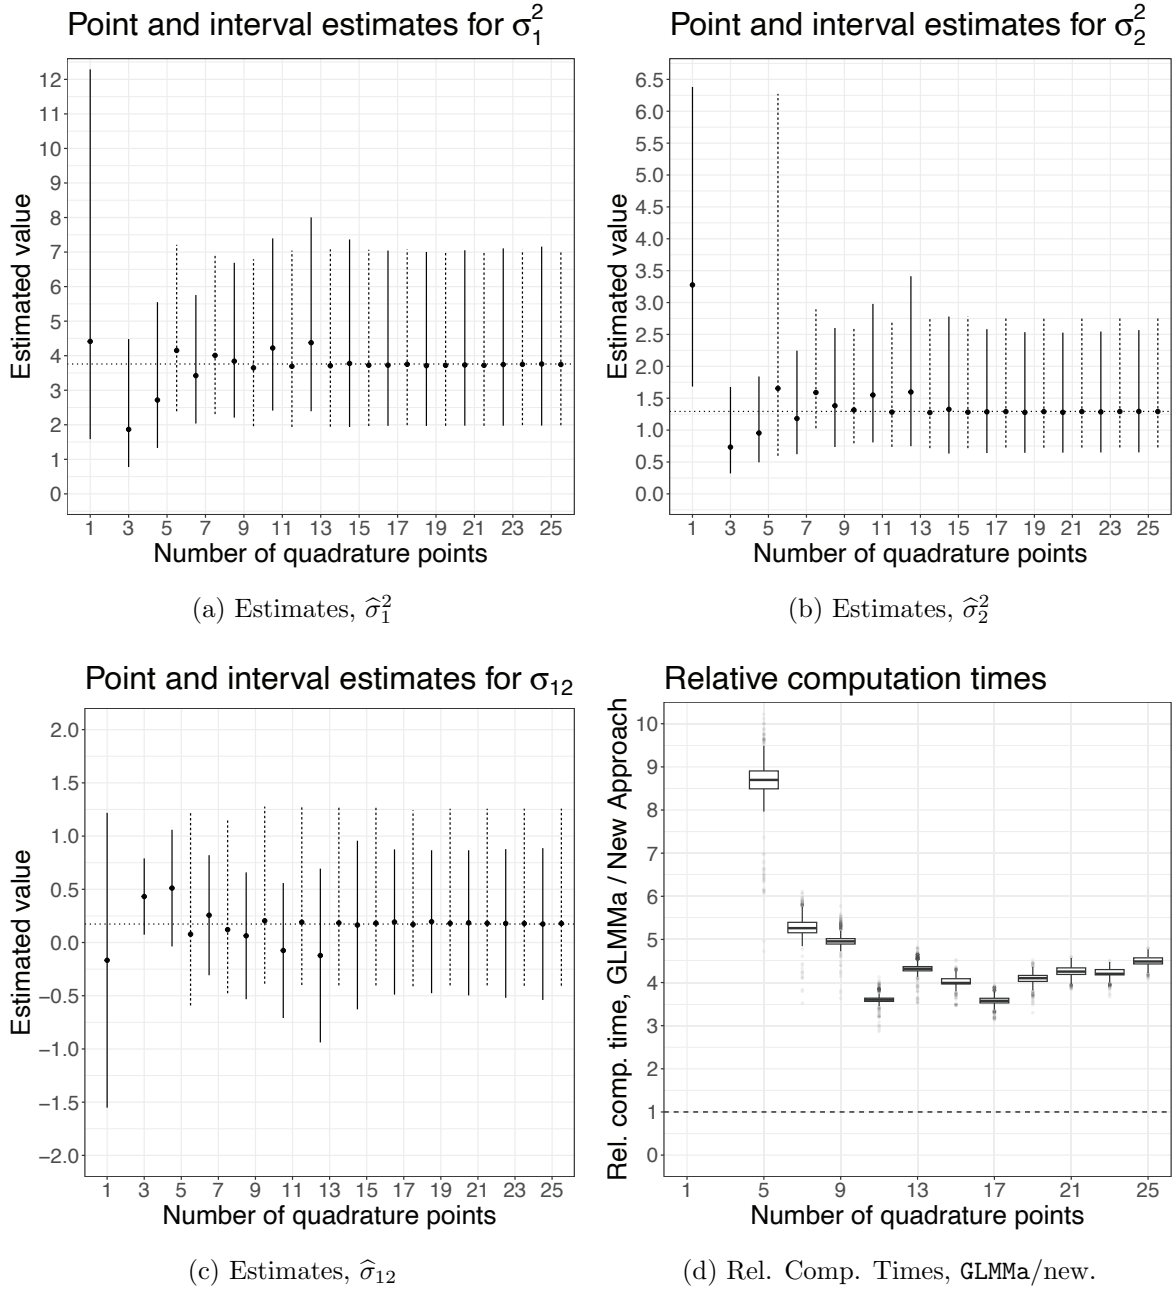 Point and interval estimates for σ₁²
Estimated value
12
11
10
9
8
7
6
5
4
3
2
1
0
1 3 5 7 9 11 13 15 17 19 21 23 25
Number of quadrature points
(a) Estimates, σ̂₁²
Point and interval estimates for σ₂²
Estimated value
6.5
6.0
5.5
5.0
4.5
4.0
3.5
3.0
2.5
2.0
1.5
1.0
0.5
0.0
1 3 5 7 9 11 13 15 17 19 21 23 25
Number of quadrature points
(b) Estimates, σ̂₂²
Point and interval estimates for σ₁₂
Estimated value
2.0
1.5
1.0
0.5
0.0
−0.5
−1.0
−1.5
−2.0
1 3 5 7 9 11 13 15 17 19 21 23 25
Number of quadrature points
(c) Estimates, σ̂₁₂
Relative computation times
Rel. comp. time, GLMMa / New Approach
10
9
8
7
6
5
4
3
2
1
0
1 5 9 13 17 21 25
Number of quadrature points
(d) Rel. Comp. Times, GLMMa/new.